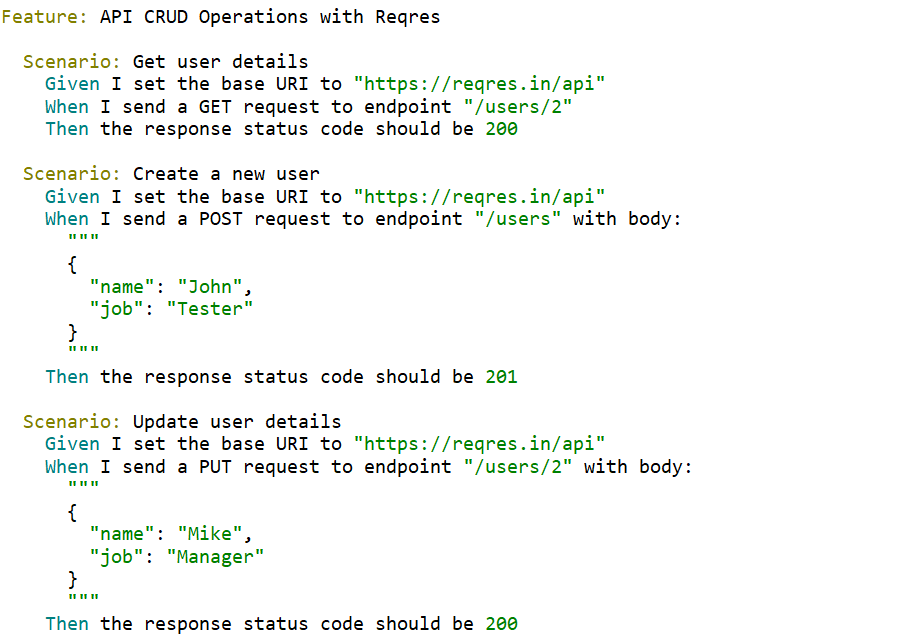 Feature: API CRUD Operations with Reqres
Scenario: Get user details
Given I set the base URI to "https://reqres.in/api"
When I send a GET request to endpoint "/users/2"
Then the response status code should be 200
Scenario: Create a new user
Given I set the base URI to "https://reqres.in/api"
When I send a POST request to endpoint "/users" with body:
"""
{
"name": "John",
"job": "Tester"
}
"""
Then the response status code should be 201
Scenario: Update user details
Given I set the base URI to "https://reqres.in/api"
When I send a PUT request to endpoint "/users/2" with body:
"""
{
"name": "Mike",
"job": "Manager"
}
"""
Then the response status code should be 200